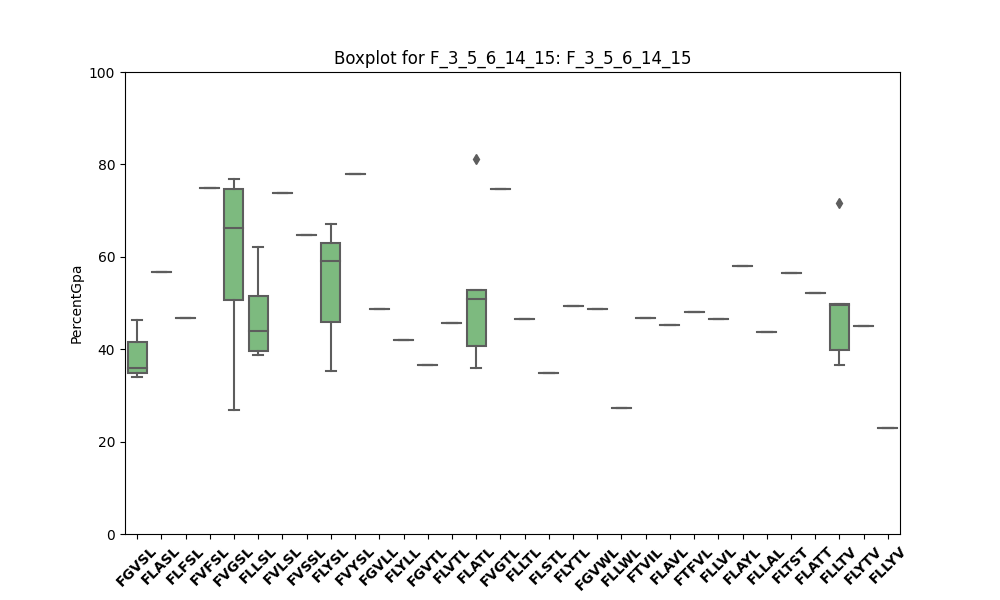 Boxplot for F_3_5_6_14_15: F_3_5_6_14_15
100
80
60
40
20
0
PercentGpa
FGVSL
FLASL
FLFSL
FVFSL
FVGSL
FLLSL
FVLSL
FVSSL
FLYSL
FVYSL
FGVLL
FLYLL
FGVTL
FLVTL
FLATL
FVGTL
FLLTL
FLSTL
FLYTL
FGVWL
FLLWL
FTVIL
FLAVL
FTFVL
FLLVL
FLAYL
FLLAL
FLTST
FLATT
FLLTV
FLYTV
FLLYV